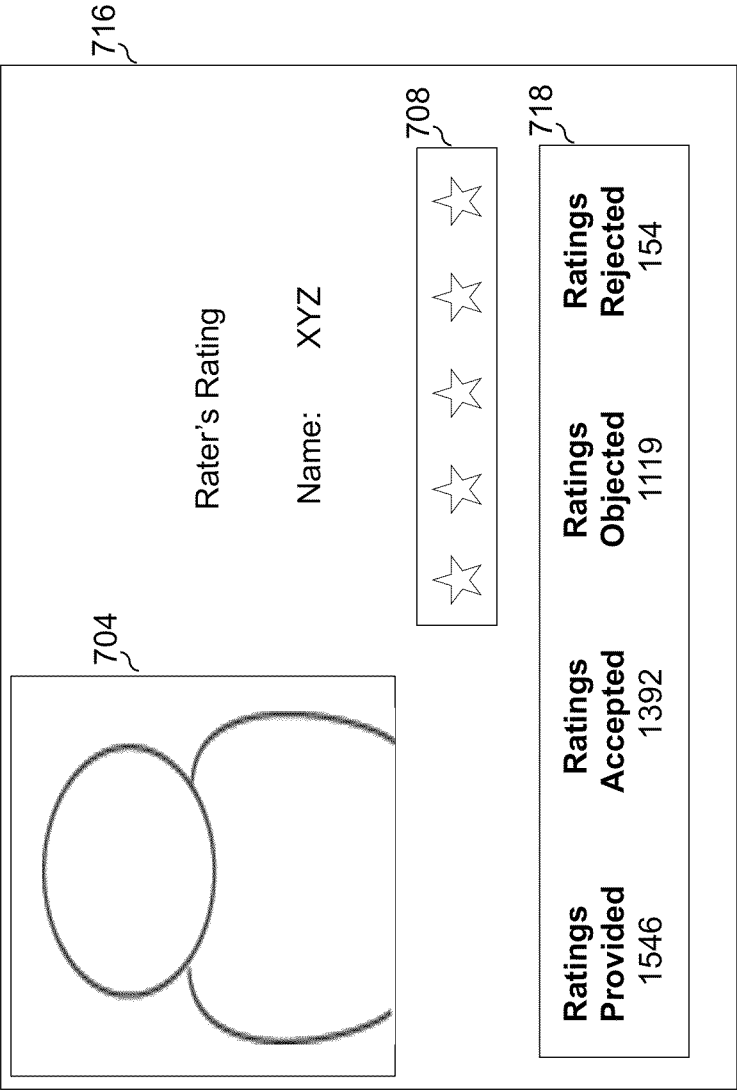 716
704
Rater's Rating
Name: XYZ
708
718
Ratings Provided
1546
Ratings Accepted
1392
Ratings Objected
1119
Ratings Rejected
154